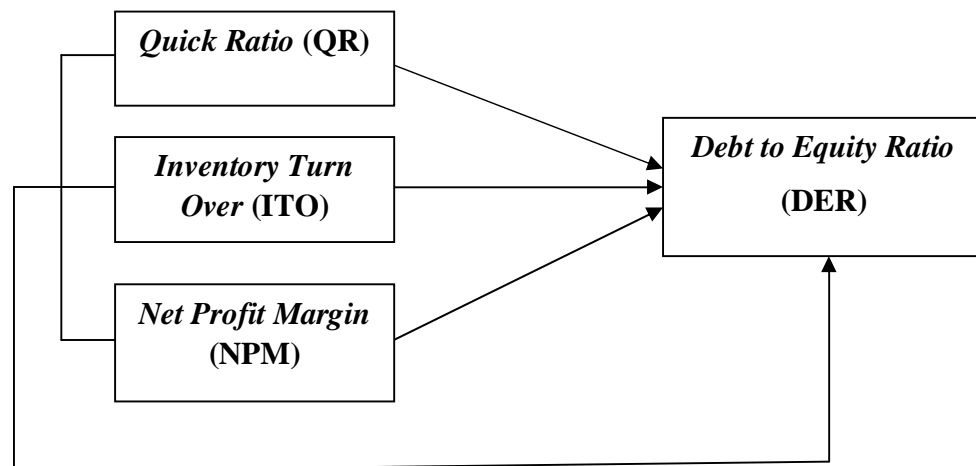 Quick Ratio (QR)
Inventory Turn
Over (ITO)
Net Profit Margin
(NPM)
Debt to Equity Ratio
(DER)